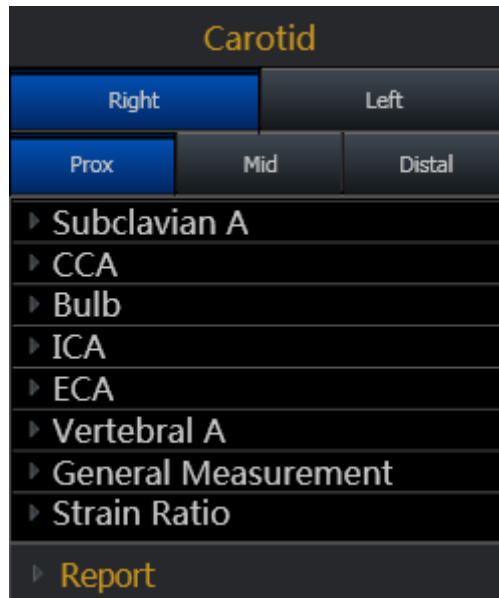 Carotid
Right Left
Prox Mid Distal
Subclavian A
CCA
Bulb
ICA
ECA
Vertebral A
General Measurement
Strain Ratio
Report